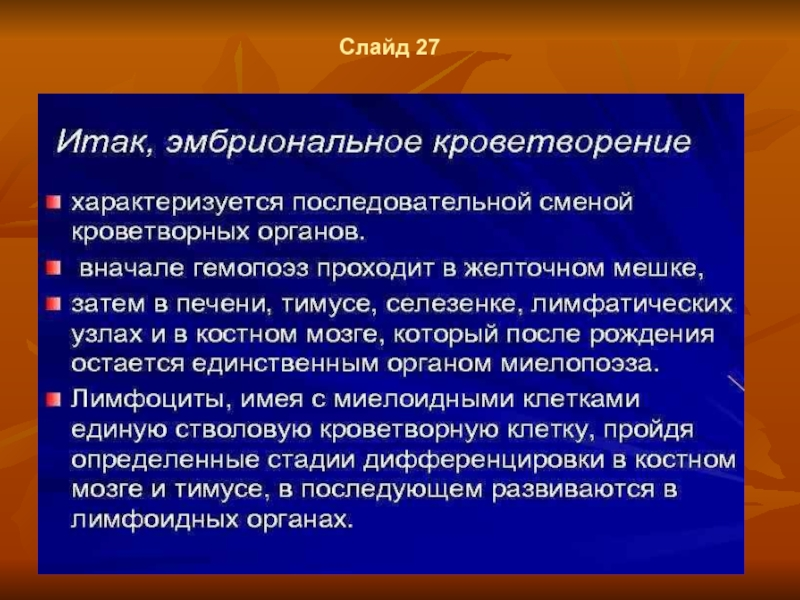 Слайд 27
Итак, эмбриональное кроветворение
характеризуется последовательной сменой
кроветворных органов.
вначале гемопоэз проходит в желточном мешке,
затем в печени, тимусе, селезенке, лимфатических
узлах и в костном мозге, который после рождения
остается единственным органом миелопоэза.
Лимфоциты, имея с миелоидными клетками
единую стволовую кроветворную клетку, пройдя
определенные стадии дифференцировки в костном
мозге и тимусе, в последующем развиваются в
лимфоидных органах.